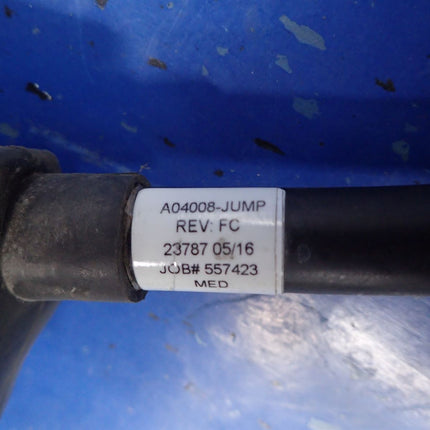 A04008-JUMP
REV: FC
23787 05/16
JOB# 557423
MED